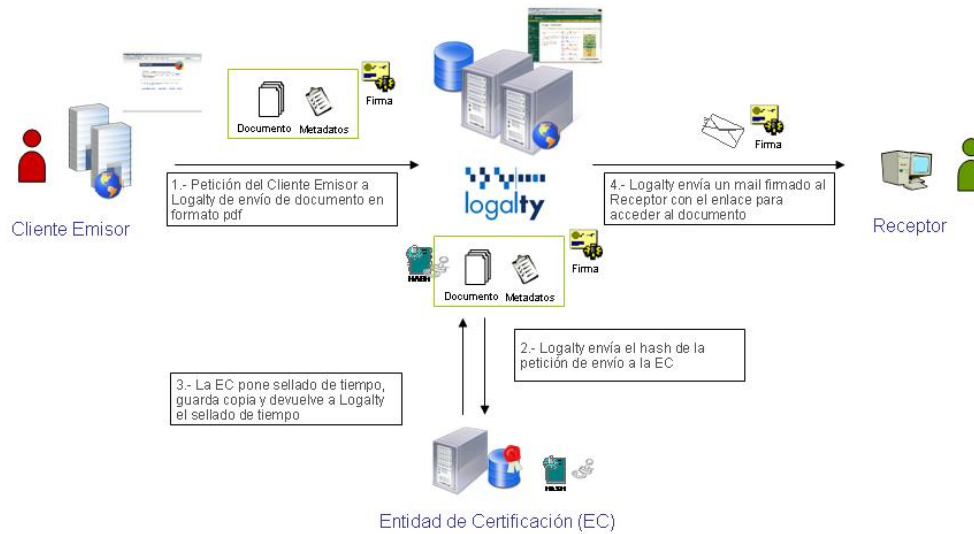 Firma
Documento Metadatos
1.- Petición del Cliente Emisor a
Logalty de envío de documento en
formato pdf
Cliente Emisor
logalty
Firma
4.- Logalty envía un mail firmado al
Receptor con el enlace para
acceder al documento
Receptor
HASH
Documento Metadatos
Firma
2.- Logalty envía el hash de la
petición de envío a la EC
3.- La EC pone sellado de tiempo,
guarda copia y devuelve a Logalty
el sellado de tiempo
HASH
Entidad de Certificación (EC)